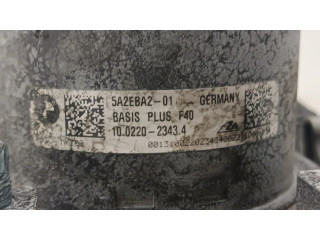 5A2EBA2-01 GERMANY
BASIS PLUS F40
10.0220-2343.4